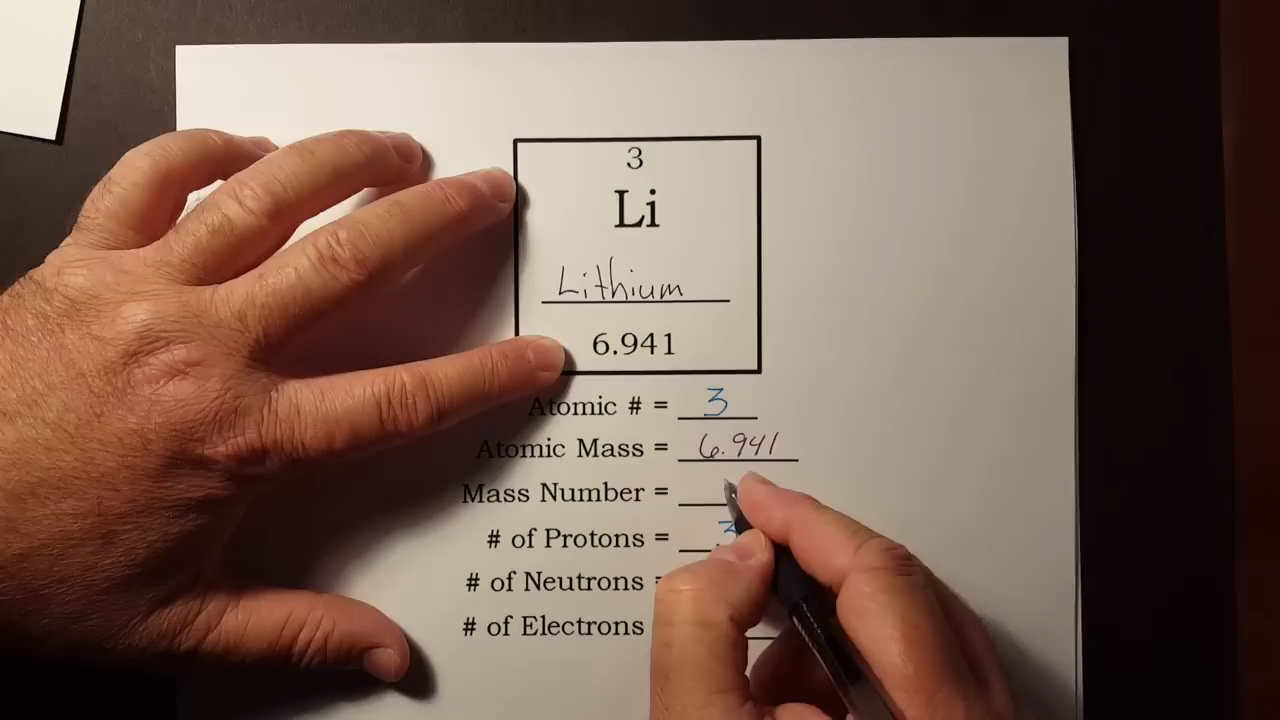 3
Li
Lithium
6.941
Atomic # = 3
Atomic Mass = 6.941
Mass Number =
# of Protons = 3
# of Neutrons =
# of Electrons